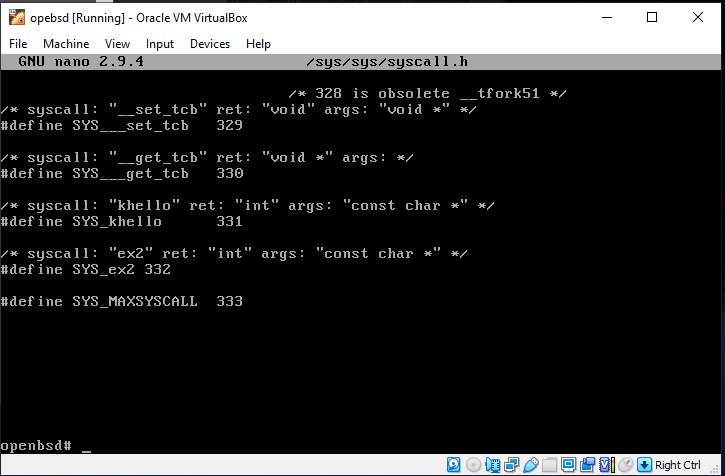 opebsd [Running] - Oracle VM VirtualBox
File Machine View Input Devices Help
GNU nano 2.9.4 /sys/sys/syscall.h
/* 328 is obsolete __tfork51 */
/* syscall: "__set_tcb" ret: "void" args: "void *" */
#define SYS___set_tcb 329
/* syscall: "__get_tcb" ret: "void *" args: */
#define SYS___get_tcb 330
/* syscall: "khello" ret: "int" args: "const char *" */
#define SYS_khello 331
/* syscall: "ex2" ret: "int" args: "const char *" */
#define SYS_ex2 332
#define SYS_MAXSYSCALL 333
openbsd# _
Right Ctrl